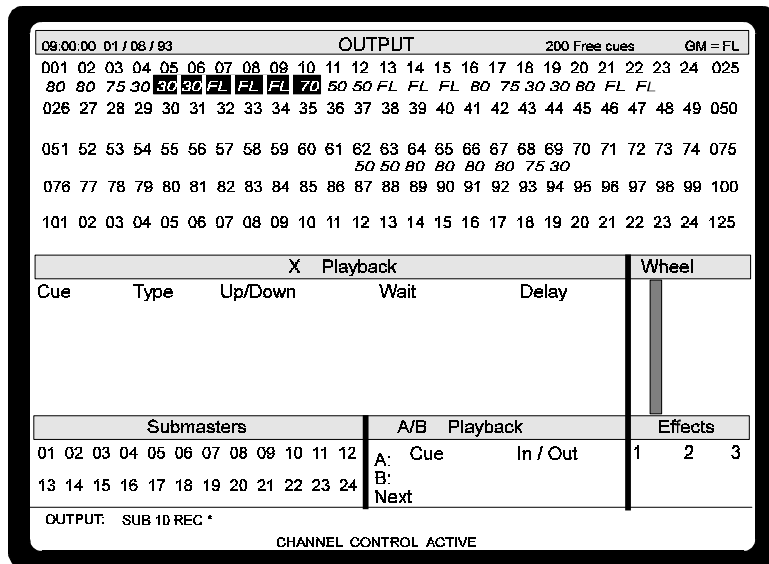 09:00:00 01 / 08 / 93 OUTPUT 200 Free cues GM = FL
001 02 03 04 05 06 07 08 09 10 11 12 13 14 15 16 17 18 19 20 21 22 23 24 025
80 80 75 30 30 30 FL FL FL 70 50 50 FL FL FL 80 75 30 30 80 FL FL
026 27 28 29 30 31 32 33 34 35 36 37 38 39 40 41 42 43 44 45 46 47 48 49 050
051 52 53 54 55 56 57 58 59 60 61 62 63 64 65 66 67 68 69 70 71 72 73 74 075
50 50 80 80 80 80 75 30
076 77 78 79 80 81 82 83 84 85 86 87 88 89 90 91 92 93 94 95 96 97 98 99 100
101 02 03 04 05 06 07 08 09 10 11 12 13 14 15 16 17 18 19 20 21 22 23 24 125
X Playback Wheel
Cue Type Up/Down Wait Delay
Submasters A/B Playback Effects
01 02 03 04 05 06 07 08 09 10 11 12 A: Cue In / Out 1 2 3
13 14 15 16 17 18 19 20 21 22 23 24 B:
Next
OUTPUT: SUB 10 REC *
CHANNEL CONTROL ACTIVE